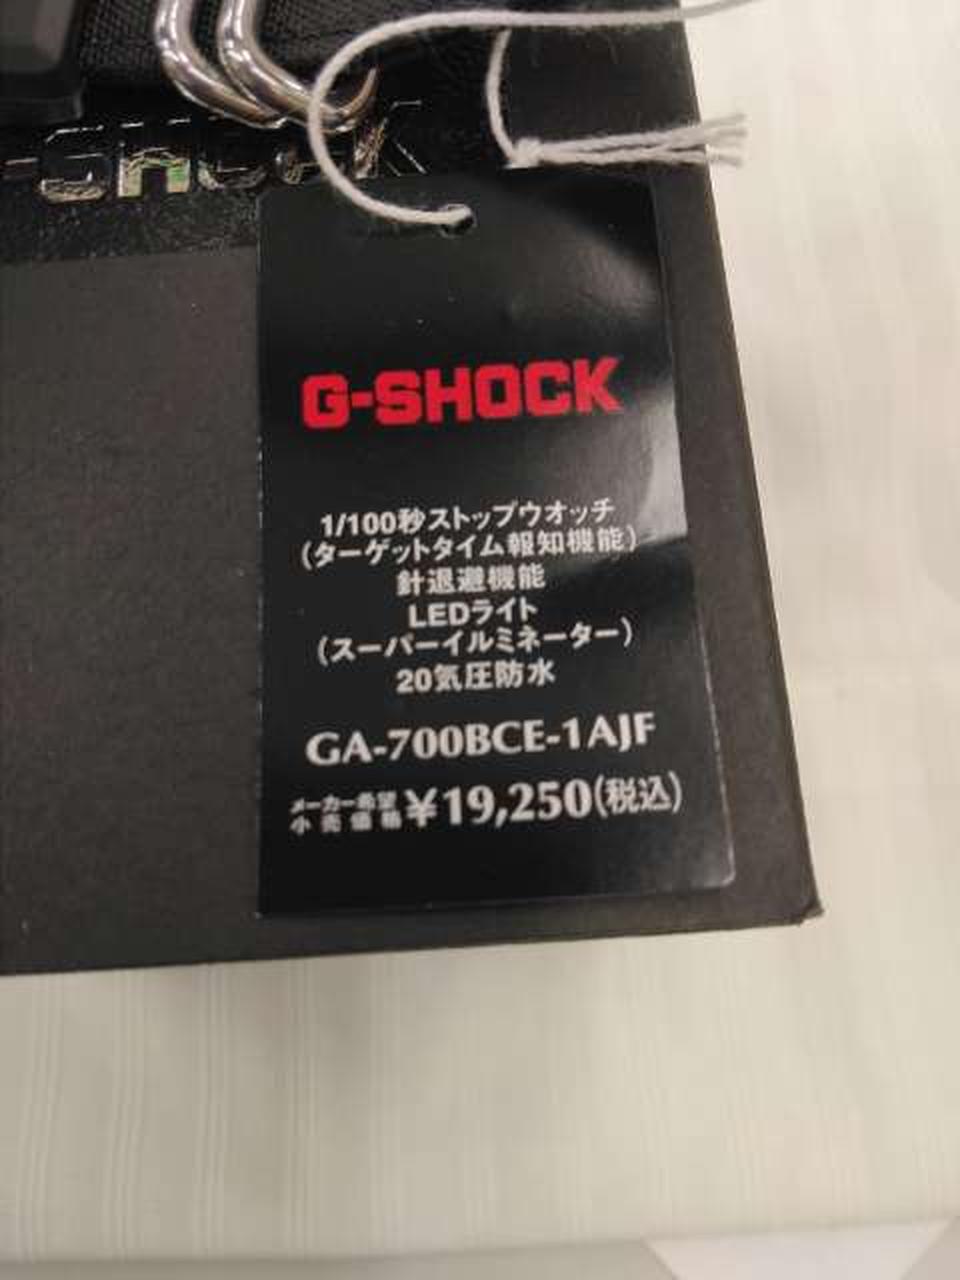 -SHOCK
G-SHOCK
1/100秒ストップウオッチ
(ターゲットタイム報知機能)
針退避機能
LEDライト
(スーパーイルミネーター)
20気圧防水
GA-700BCE-1AJF
メーカー希望
小売価格 ¥19,250(税込)